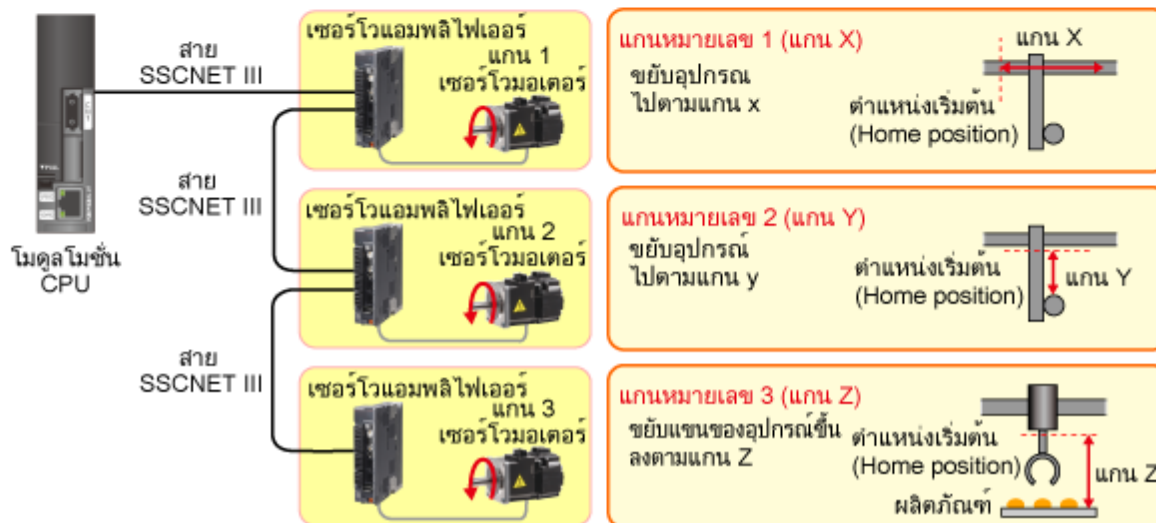 สาย
SSCNET III
โมดูลโมชั่น
CPU
เซอร์โวแอมพลิไฟเออร์
แกน 1
เซอร์โวมอเตอร์
แกนหมายเลข 1 (แกน X)
ขยับอุปกรณ
ไปตามแกน x
แกน X
ตำแหน่งเริ่มต้น
(Home position)
สาย
SSCNET III
เซอร์โวแอมพลิไฟเออร์
แกน 2
เซอร์โวมอเตอร์
แกนหมายเลข 2 (แกน Y)
ขยับอุปกรณ์
ไปตามแกน y
ตำแหน่งเริ่มต้น
(Home position)
แกน Y
สาย
SSCNET III
เซอร์โวแอมพลิไฟเออร์
แกน 3
เซอร์โวมอเตอร์
แกนหมายเลข 3 (แกน Z)
ขยับแขนของอุปกรณ์ขึ้น
ลงตามแกน Z
ตำแหน่งเริ่มต้น
(Home position)
แกน Z
ผลิตภัณฑ์